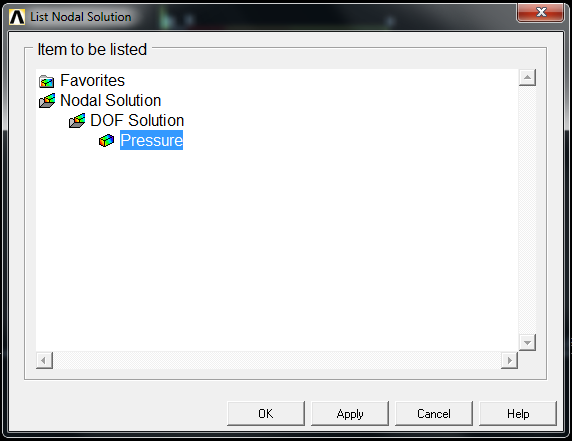 List Nodal Solution
Item to be listed
Favorites
Nodal Solution
DOF Solution
Pressure
OK
Apply
Cancel
Help